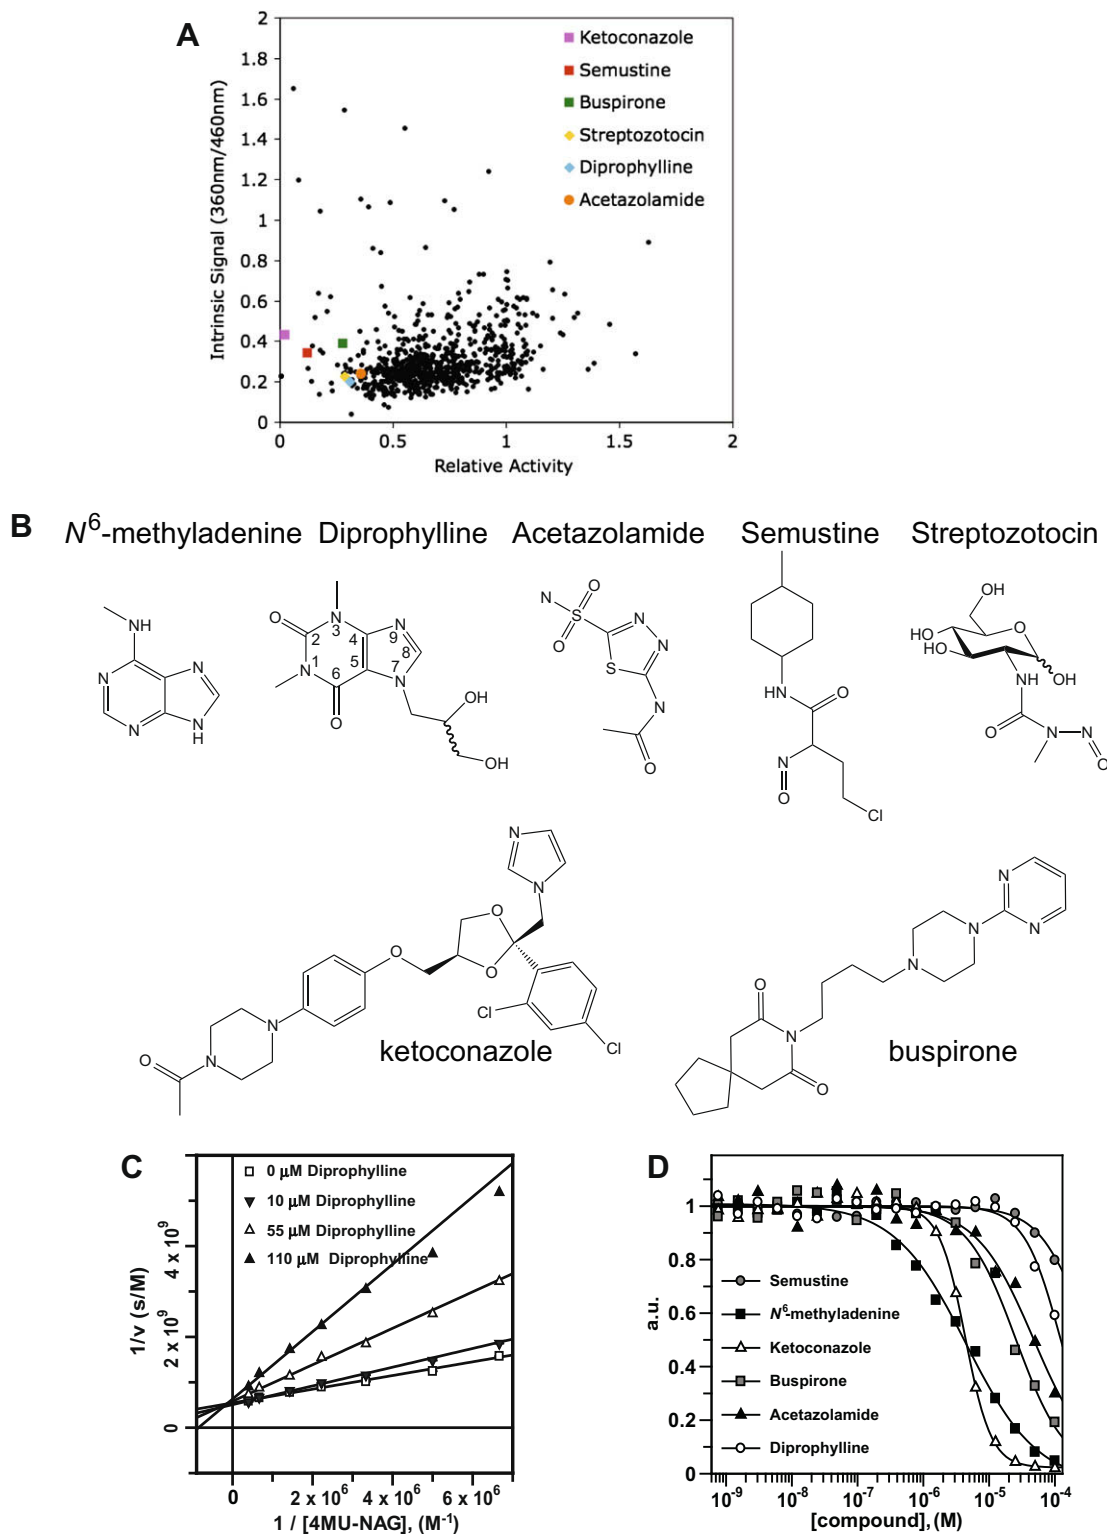 A
Intrinsic Signal (360nm/460nm)
2
1.8
1.6
1.4
1.2
1
0.8
0.6
0.4
0.2
0
0 0.5 1 1.5 2
Relative Activity
Ketoconazole
Semustine
Buspirone
Streptozotocin
Diprophylline
Acetazolamide
B
N6-methyladenine Diprophylline Acetazolamide Semustine Streptozotocin
NH
N
N
N
N
H
O
N
3
2
4
N
9
8
N
1
6
5
7
N
O
OH
OH
N
O
S
O
N
N
S
N
O
HN
O
N
O
Cl
OH
HO
HO
O
NH
OH
O
N
N
O
N
N
O
O
O
Cl
Cl
N
N
O
ketoconazole
N
N
N
N
O
N
O
buspirone
C
0 µM Diprophylline
10 µM Diprophylline
55 µM Diprophylline
110 µM Diprophylline
1/v (s/M)
4 x 10^9
2 x 10^9
0
0 2 x 10^6 4 x 10^6 6 x 10^6
1 / [4MU-NAG], (M^-1)
D
a.u.
1
0.8
0.6
0.4
0.2
0
Semustine
N6-methyladenine
Ketoconazole
Buspirone
Acetazolamide
Diprophylline
10^-9 10^-8 10^-7 10^-6 10^-5 10^-4
[compound], (M)